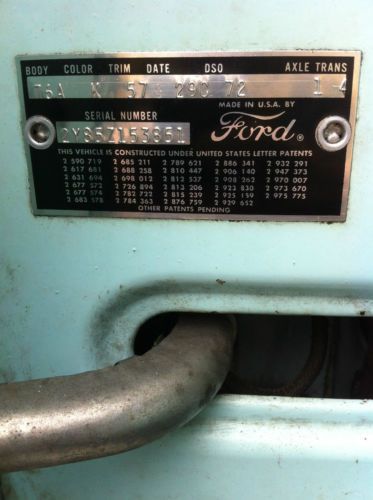 BODY COLOR TRIM DATE DSO AXLE TRANS
76A K 57 29C 72 1 4
MADE IN U.S.A. BY
SERIAL NUMBER
Ford®
2Y85Z153851
THIS VEHICLE IS CONSTRUCTED UNDER UNITED STATES LETTER PATENTS
2 590 719 2 685 211 2 789 621 2 886 341 2 932 291
2 617 681 2 688 258 2 810 447 2 906 140 2 947 373
2 631 694 2 698 012 2 812 537 2 908 262 2 970 007
2 677 572 2 726 894 2 813 206 2 923 830 2 973 670
2 677 574 2 782 722 2 815 239 2 925 159 2 975 775
2 683 578 2 784 363 2 876 759 2 929 652
OTHER PATENTS PENDING